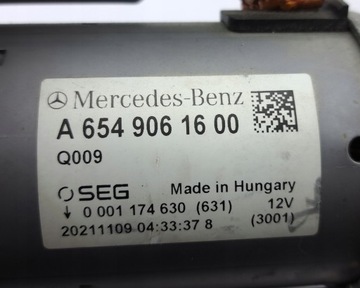 Mercedes-Benz
A 654 906 16 00
Q009
SEG Made in Hungary
↓ 0 001 174 630 (631) 12V
20211109 04:33:37 8 (3001)